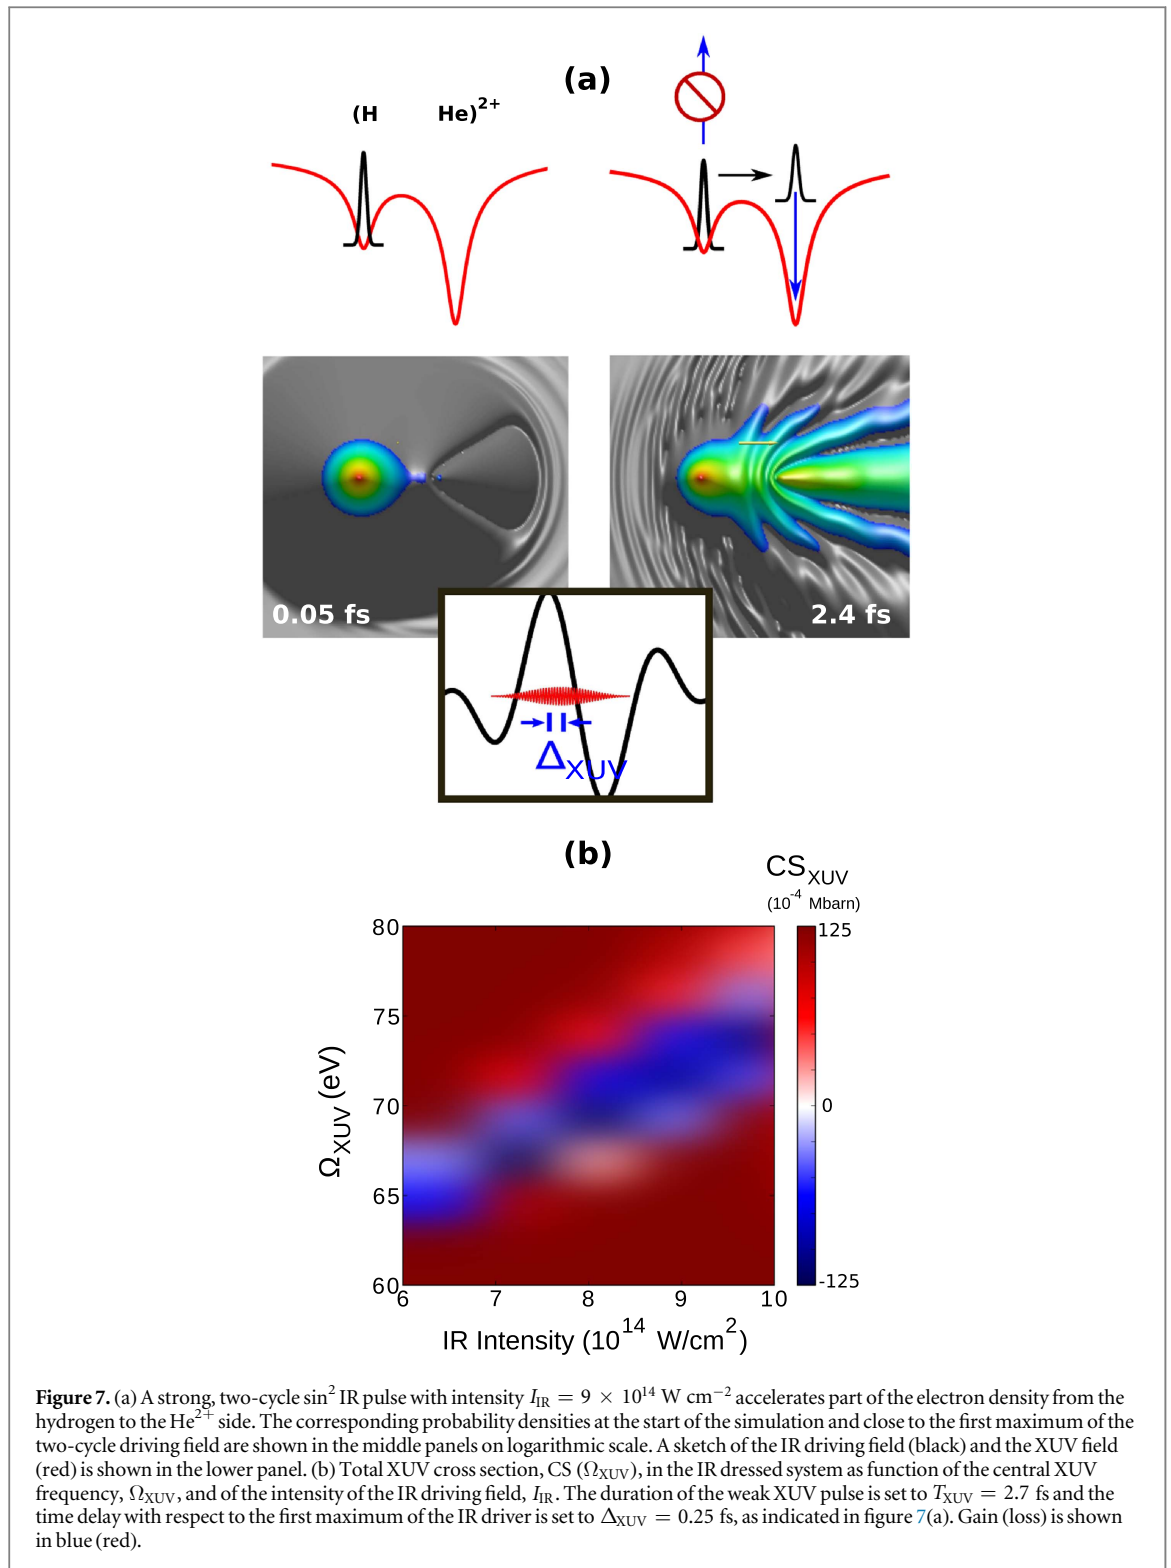 (a)
(H He)2+
0.05 fs
2.4 fs
ΔXUV
(b)
CSXUV
(10-4 Mbarn)
80
75
70
65
60
125
0
-125
6 7 8 9 10
ΩXUV (eV)
IR Intensity (10^14 W/cm^2)
Figure 7. (a) A strong, two-cycle sin2 IR pulse with intensity IIR = 9 × 10^14 W cm−2 accelerates part of the electron density from the
hydrogen to the He2+ side. The corresponding probability densities at the start of the simulation and close to the first maximum of the
two-cycle driving field are shown in the middle panels on logarithmic scale. A sketch of the IR driving field (black) and the XUV field
(red) is shown in the lower panel. (b) Total XUV cross section, CS (ΩXUV), in the IR dressed system as function of the central XUV
frequency, ΩXUV, and of the intensity of the IR driving field, IIR. The duration of the weak XUV pulse is set to TXUV = 2.7 fs and the
time delay with respect to the first maximum of the IR driver is set to ΔXUV = 0.25 fs, as indicated in figure 7(a). Gain (loss) is shown
in blue (red).